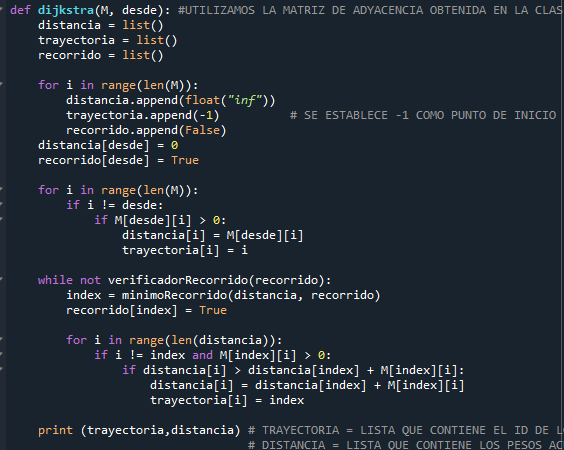 def dijkstra(M, desde): #UTILIZAMOS LA MATRIZ DE ADYACENCIA OBTENIDA EN LA CLAS
    distancia = list()
    trayectoria = list()
    recorrido = list()

    for i in range(len(M)):
        distancia.append(float("inf"))
        trayectoria.append(-1)         # SE ESTABLECE -1 COMO PUNTO DE INICIO
        recorrido.append(False)
    distancia[desde] = 0
    recorrido[desde] = True

    for i in range(len(M)):
        if i != desde:
            if M[desde][i] > 0:
                distancia[i] = M[desde][i]
                trayectoria[i] = i

    while not verificadorRecorrido(recorrido):
        index = minimoRecorrido(distancia, recorrido)
        recorrido[index] = True

        for i in range(len(distancia)):
            if i != index and M[index][i] > 0:
                if distancia[i] > distancia[index] + M[index][i]:
                    distancia[i] = distancia[index] + M[index][i]
                    trayectoria[i] = index

    print (trayectoria,distancia) # TRAYECTORIA = LISTA QUE CONTIENE EL ID DE L
                                  # DISTANCIA = LISTA QUE CONTIENE LOS PESOS AC